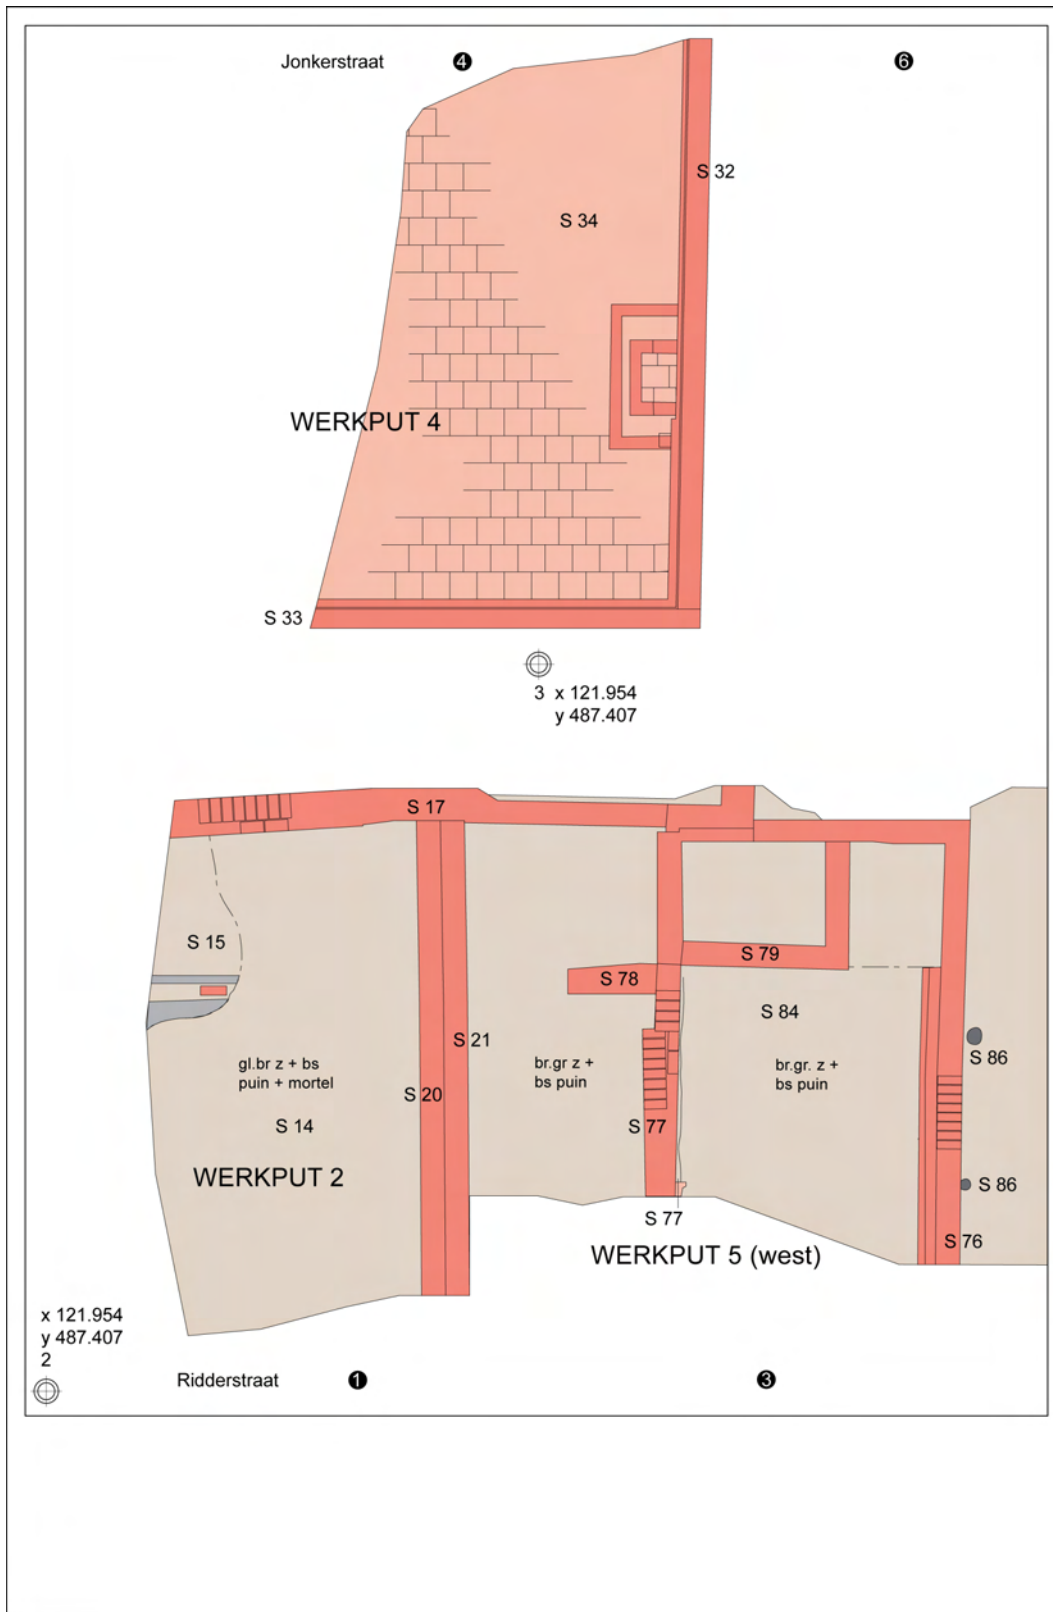 Jonkerstraat 4 6
S 32
S 34
WERKPUT 4
S 33
3 x 121.954
y 487.407
S 17
S 15
S 79
S 78
S 84
S 21
S 86
gl.br z + bs
puin + mortel
br.gr z +
bs puin
br.gr. z +
bs puin
S 20
S 14
S 77
WERKPUT 2
S 86
S 77
S 76
WERKPUT 5 (west)
x 121.954
y 487.407
2
Ridderstraat 1 3